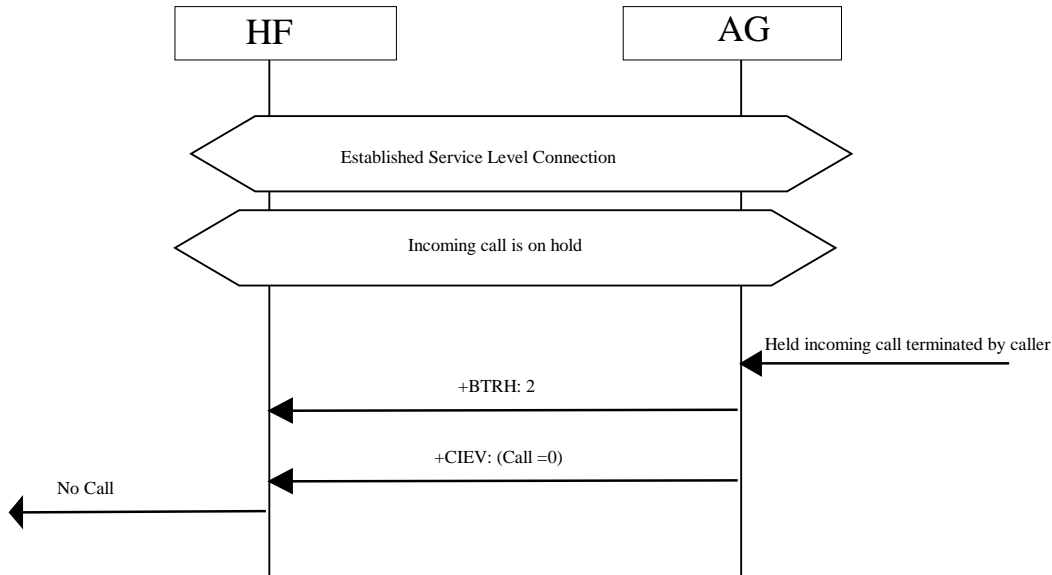 HF
AG
Established Service Level Connection
Incoming call is on hold
Held incoming call terminated by caller
+BTRH: 2
+CIEV: (Call =0)
No Call